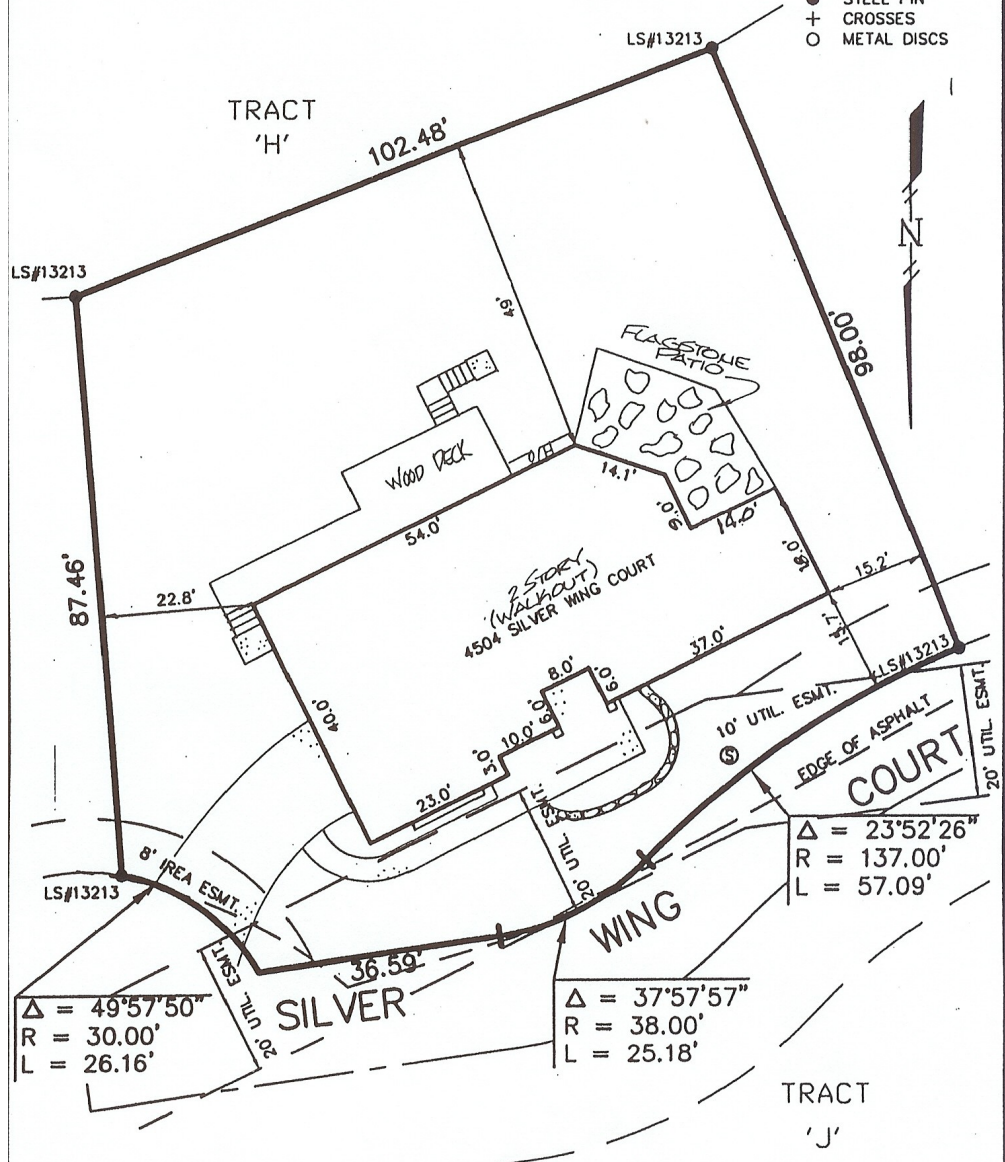 STEEL PIN
CROSSES
METAL DISCS
LS#13213
TRACT
'H'
102.48'
N
LS#13213
49'
98.00'
FLAGSTONE
PATIO
WOOD DECK
O/H
14.1'
9.0'
14.0'
54.0'
18.0'
15.2'
87.46'
22.8'
2 STORY
(WALKOUT)
4504 SILVER WING COURT
37.0'
15.7'
LS#13213
8.0'
6.0'
6.0'
40.0'
10.0'
3.0'
23.0'
10' UTIL. ESMT.
S
EDGE OF ASPHALT
COURT
20' UTIL ESMT.
20' UTIL. ESMT.
8' IREA ESMT.
LS#13213
Δ = 23°52'26"
R = 137.00'
L = 57.09'
WING
36.59'
SILVER
20' UTIL. ESMT.
Δ = 49°57'50"
R = 30.00'
L = 26.16'
Δ = 37°57'57"
R = 38.00'
L = 25.18'
TRACT
'J'